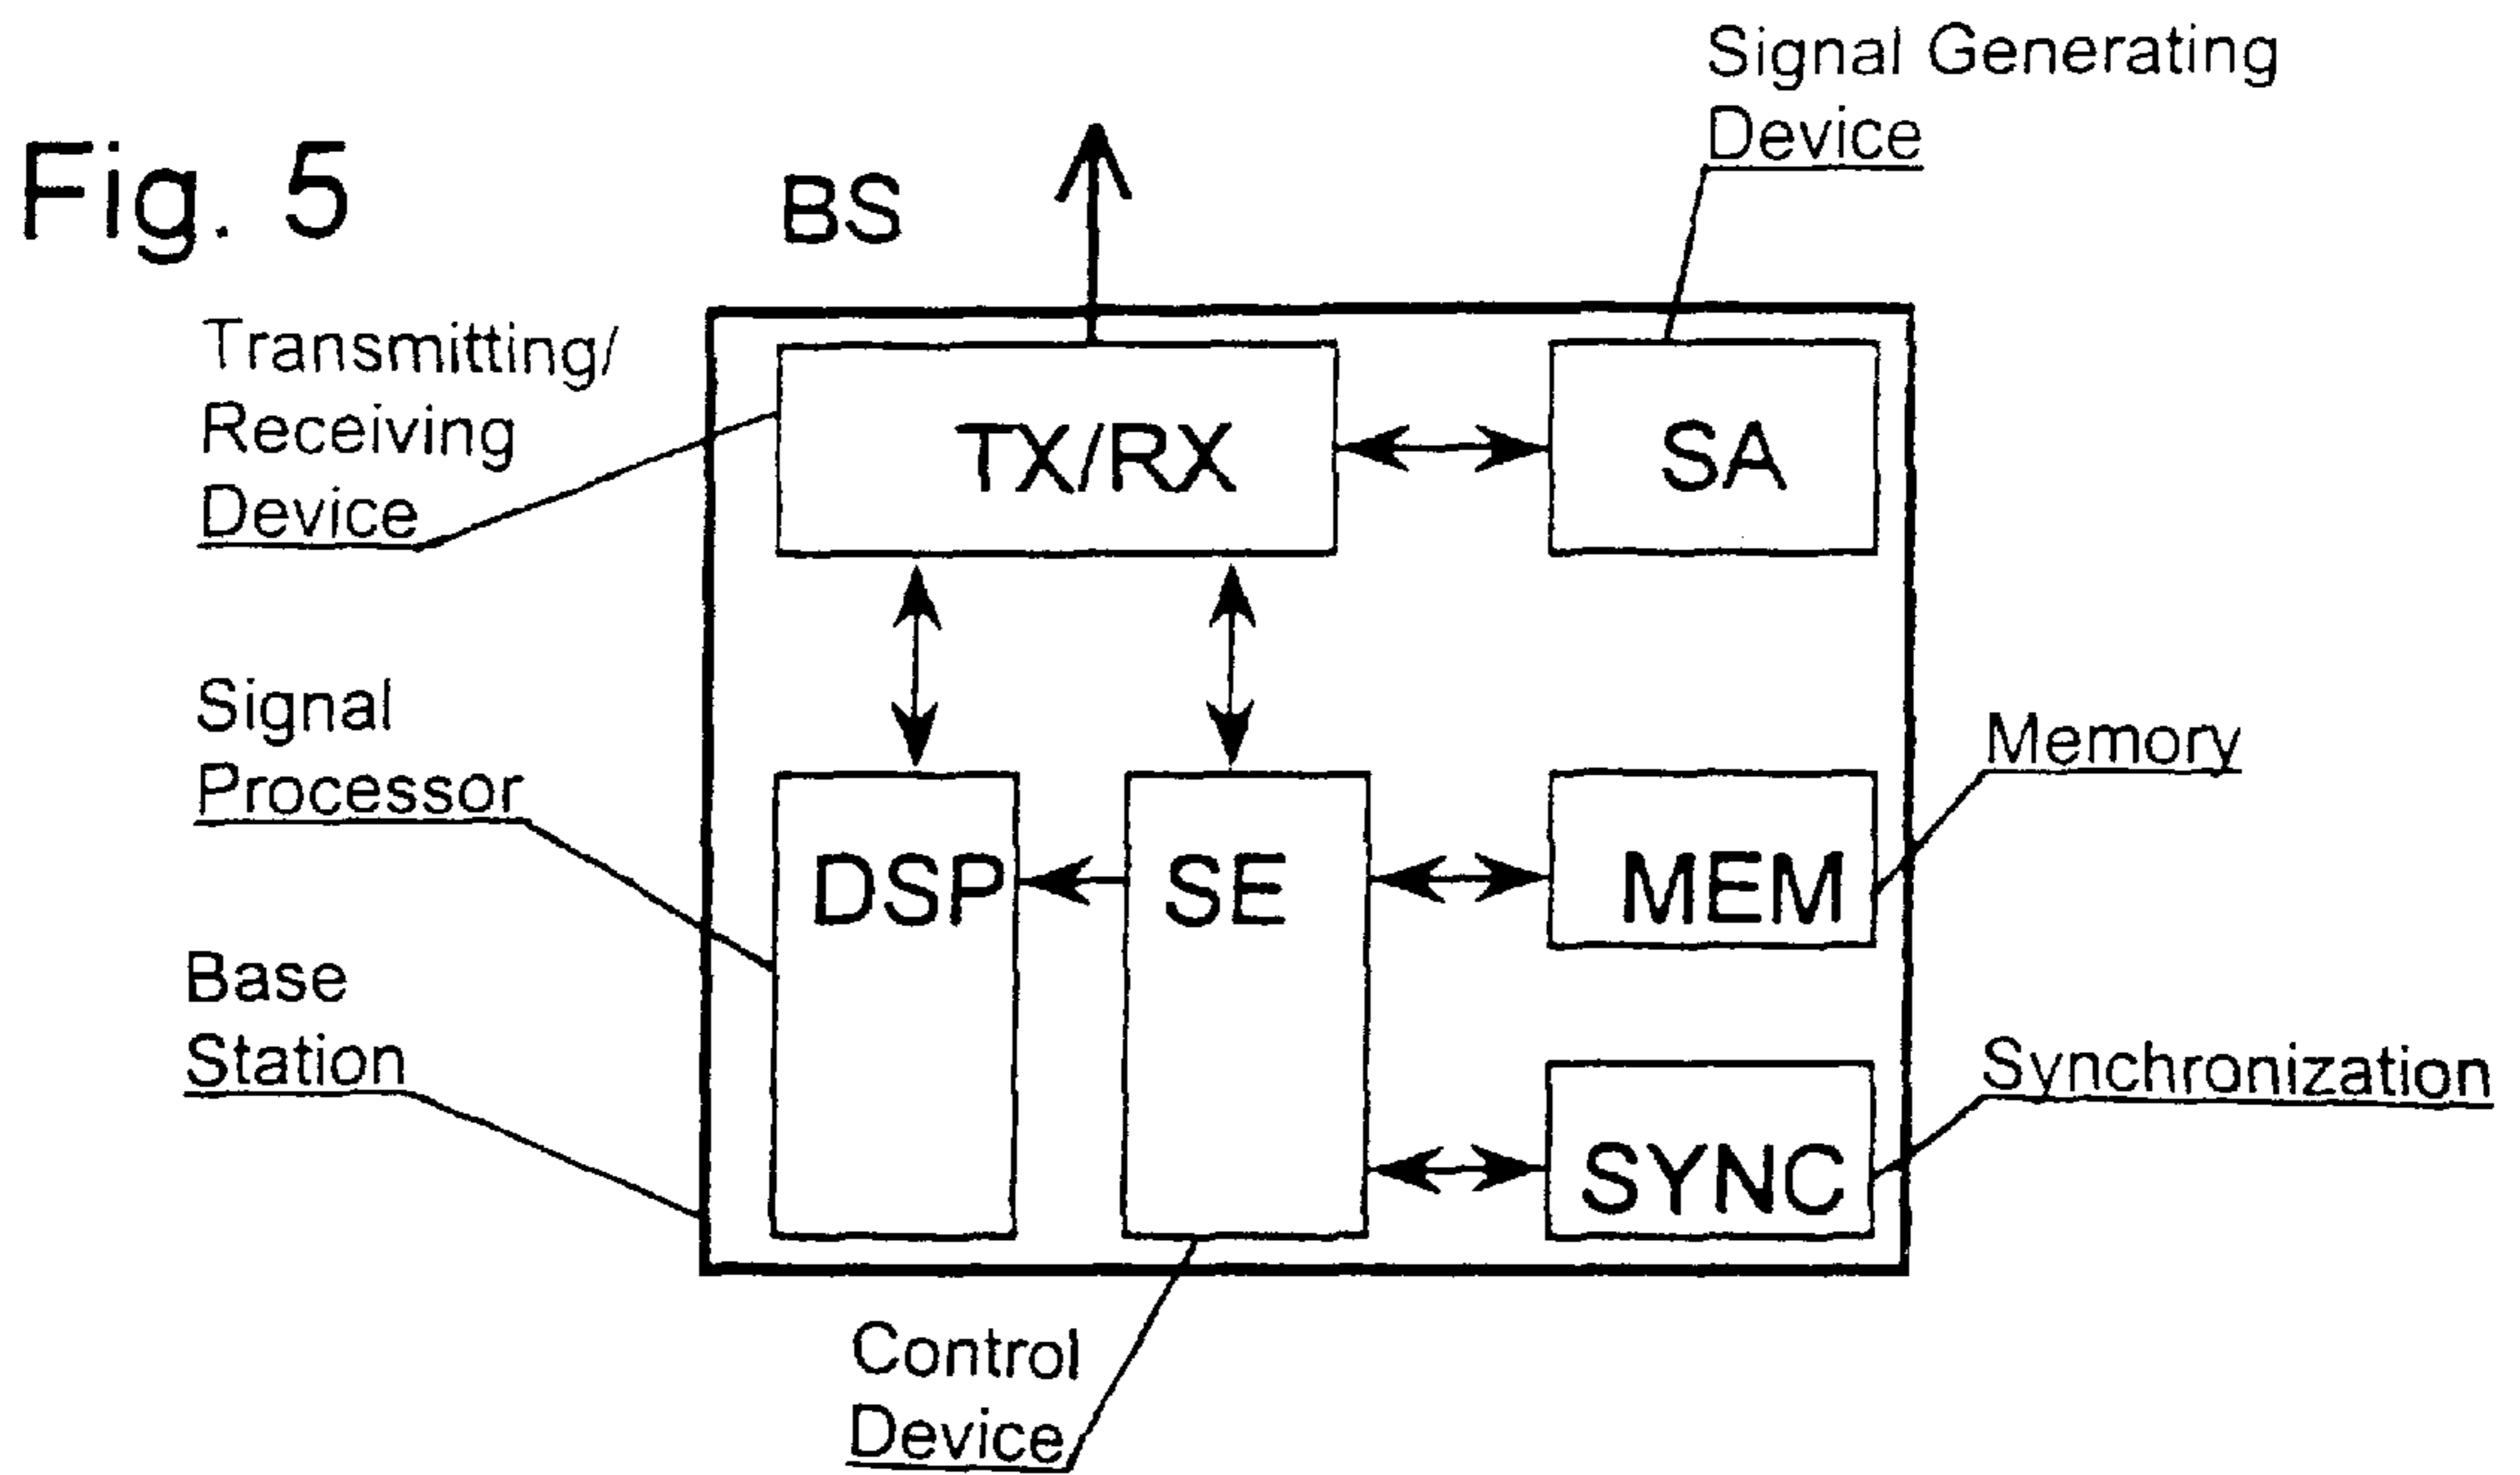 Signal Generating
Device
Fig. 5
BS
Transmitting/
Receiving
Device
TX/RX
SA
Signal
Processor
Memory
DSP
SE
MEM
Base
Station
Synchronization
SYNC
Control
Device